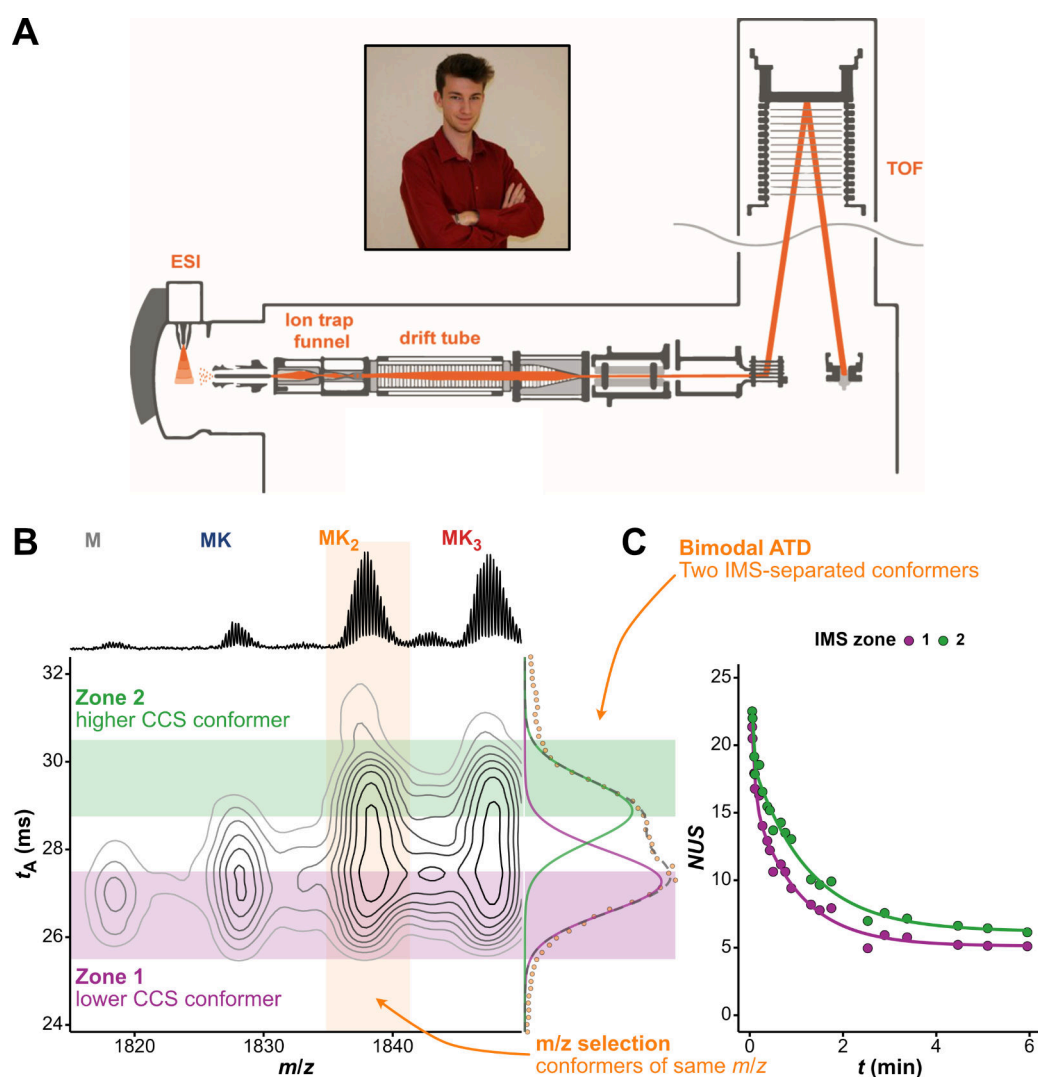 A
TOF
ESI
Ion trap
funnel
drift tube
B
M
MK
MK₂
MK₃
Bimodal ATD
Two IMS-separated conformers
C
32
30
28
26
24
tA (ms)
Zone 2
higher CCS conformer
Zone 1
lower CCS conformer
1820
1830
1840
m/z
m/z selection
conformers of same m/z
IMS zone 1 2
25
20
15
10
5
0
NUS
0 2 4 6
t (min)